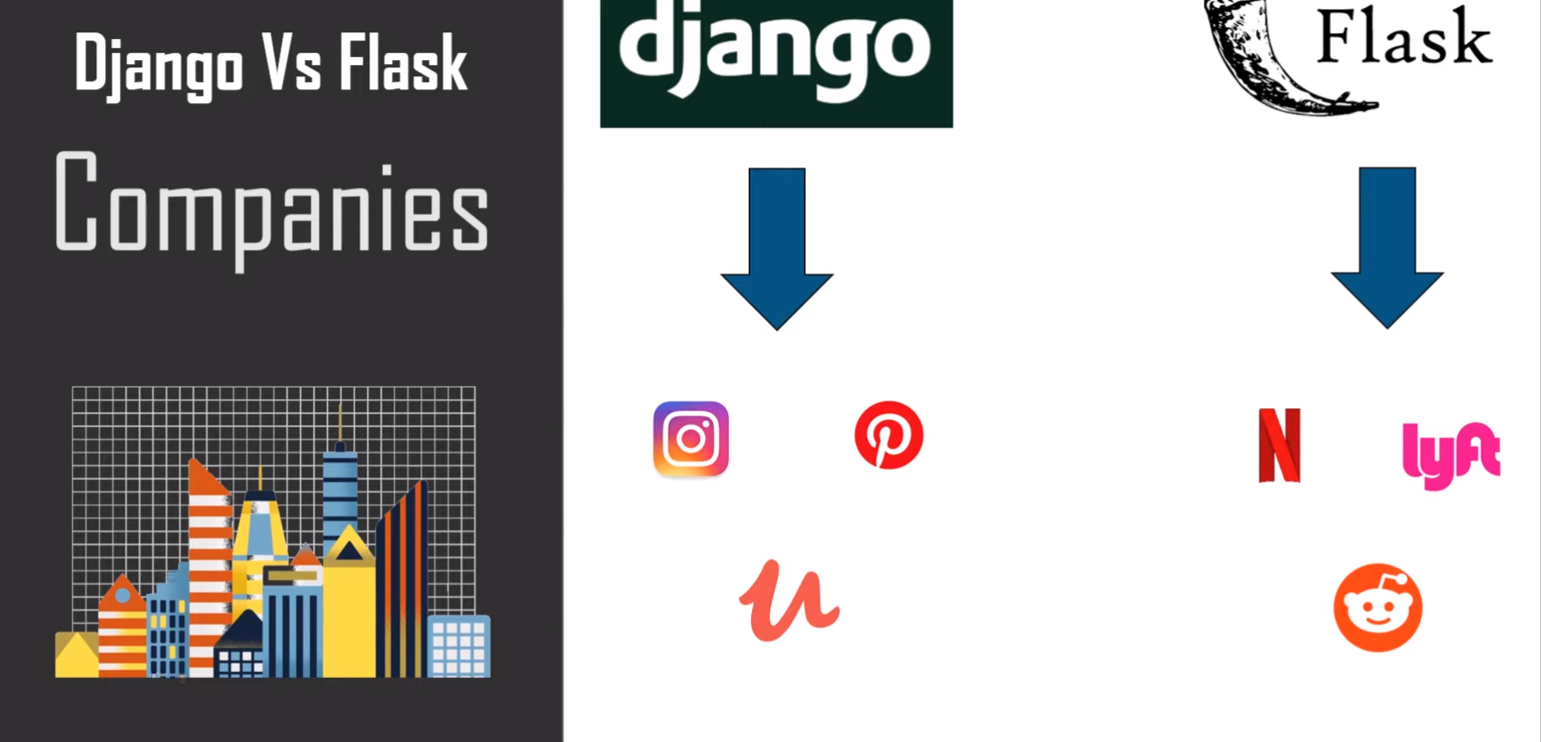 Django Vs Flask
Companies
django
Flask
lyft